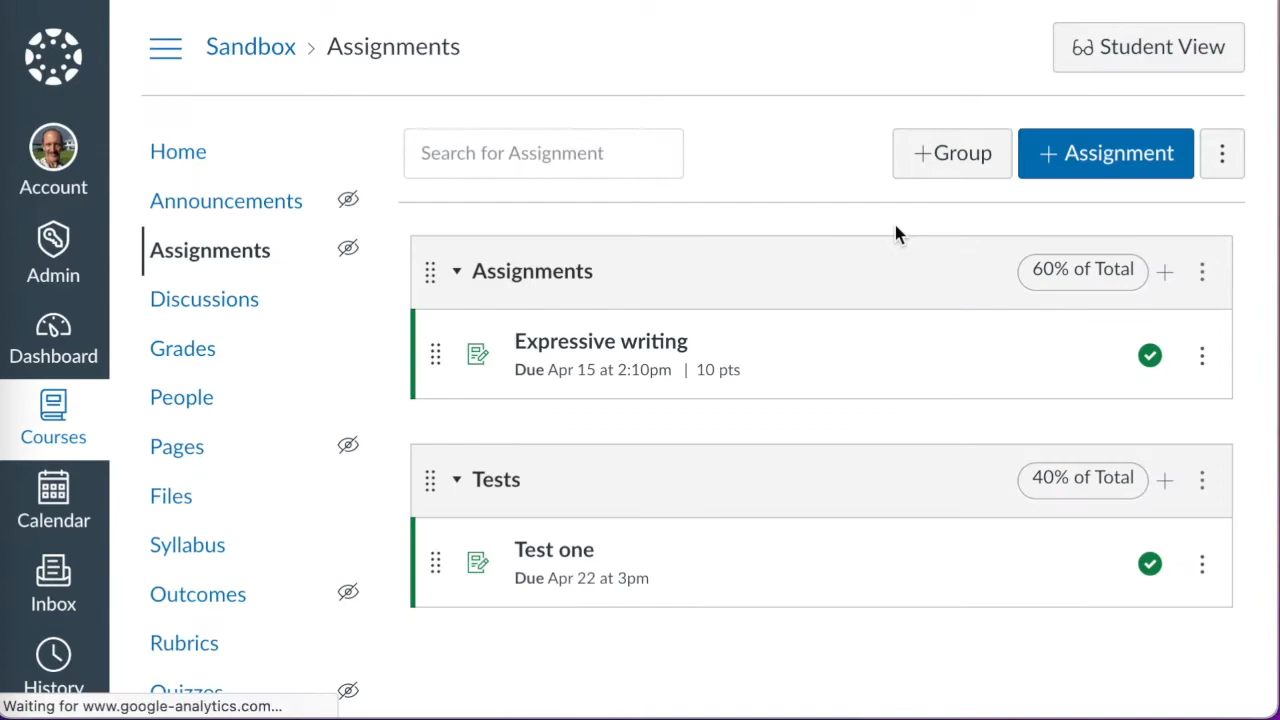 Sandbox › Assignments
Student View
Account
Admin
Dashboard
Courses
Calendar
Inbox
History
Home
Announcements
Assignments
Discussions
Grades
People
Pages
Files
Syllabus
Outcomes
Rubrics
Quizzes
Search for Assignment
+Group
+ Assignment
Assignments
60% of Total
Expressive writing
Due Apr 15 at 2:10pm | 10 pts
Tests
40% of Total
Test one
Due Apr 22 at 3pm
Waiting for www.google-analytics.com...